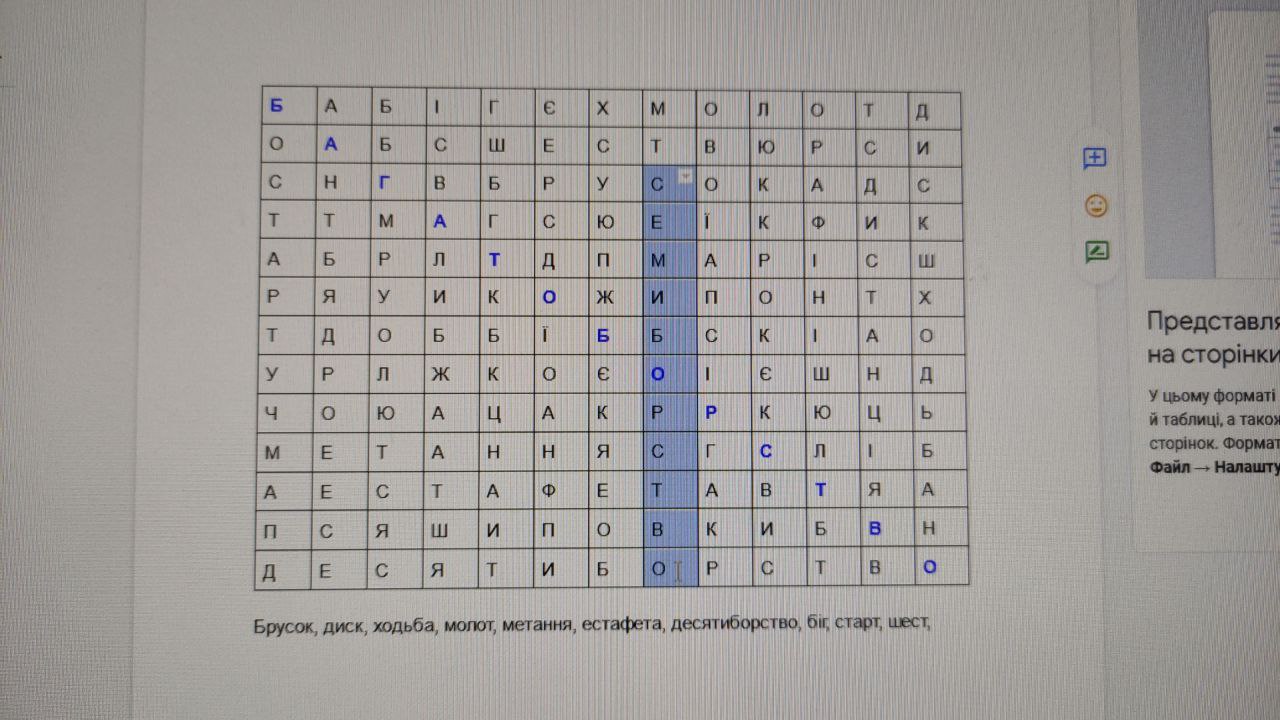 Б А Б І Г Є Х М О Л О Т Д
О А Б С Ш Е С Т В Ю Р С И
С Н Г В Б Р У С О К А Д С
Т Т М А Г С Ю Е Ї К Ф И К
А Б Р Л Т Д П М А Р І С Ш
Р Я У И К О Ж И П О Н Т Х
Т Д О Б Б Ї Б Б С К І А О
У Р Л Ж К О Є О І Є Ш Н Д
Ч О Ю А Ц А К Р Р К Ю Ц Ь
М Е Т А Н Н Я С Г С Л І Б
А Е С Т А Ф Е Т А В Т Я А
П С Я Ш И П О В К И Б В Н
Д Е С Я Т И Б О Р С Т В О
Брусок, диск, ходьба, молот, метання, естафета, десятиборство, біг, старт, шест,
Представля
на сторінки
У цьому форматі
й таблиці, а також
сторінок. Формат
Файл → Налашту